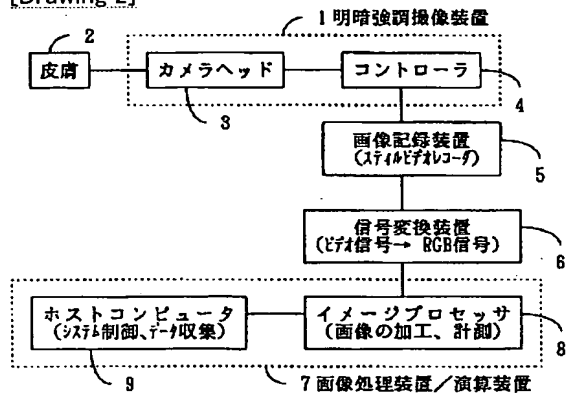 [Drawing 2]
1 明暗強調撮像装置
2
皮膚
カメラヘッド
コントローラ
3
4
画像記録装置
(スティルビデオレコーダ)
5
信号変換装置
(ビデオ信号→ RGB信号)
6
ホストコンピュータ
(システム制御、データ収集)
イメージプロセッサ
(画像の加工、計測)
8
9
7 画像処理装置/演算装置